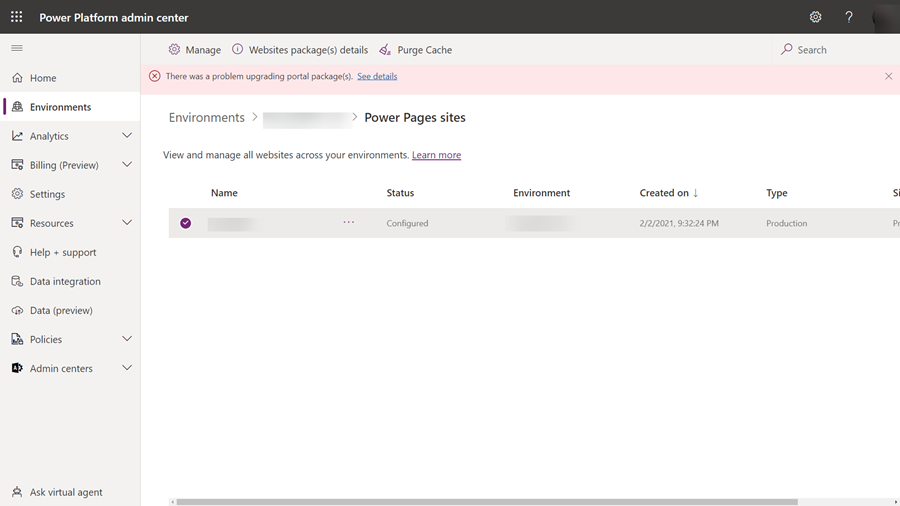 Power Platform admin center
Manage Websites package(s) details Purge Cache Search
There was a problem upgrading portal package(s). See details
Home
Environments
Analytics
Billing (Preview)
Settings
Resources
Help + support
Data integration
Data (preview)
Policies
Admin centers
Ask virtual agent
Environments > Power Pages sites
View and manage all websites across your environments. Learn more
Name Status Environment Created on ↓ Type Si
Configured 2/2/2021, 9:32:24 PM Production Pr